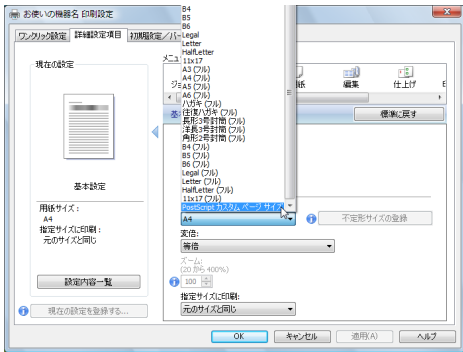 お使いの機器名 印刷設定
ワンクリック設定
詳細設定項目
初期設定/バー
現在の設定
基本設定
用紙サイズ:
A4
指定サイズに印刷:
元のサイズと同じ
設定内容一覧
現在の設定を登録する...
メニュー
ジョ
紙
編集
仕上げ
基本
標準に戻す
B4
B5
B6
Legal
Letter
HalfLetter
11x17
A3 (フル)
A4 (フル)
A5 (フル)
A6 (フル)
ハガキ (フル)
往復ハガキ (フル)
長形3号封筒 (フル)
洋長3号封筒 (フル)
角形2号封筒 (フル)
B4 (フル)
B5 (フル)
B6 (フル)
Legal (フル)
Letter (フル)
HalfLetter (フル)
11x17 (フル)
PostScript カスタム ページ サイズ
A4
不定形サイズの登録
変倍:
等倍
ズーム:
(20 から 400%)
100
指定サイズに印刷:
元のサイズと同じ
OK
キャンセル
適用(A)
ヘルプ